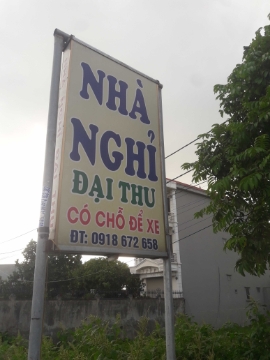 NHÀ
NGHỈ
ĐẠI THU
CÓ CHỖ ĐỂ XE
ĐT: 0918 672 658